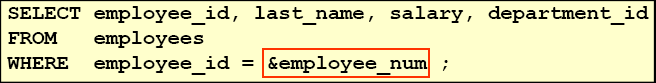 SELECT employee_id, last_name, salary, department_id
FROM employees
WHERE employee_id = &employee_num ;